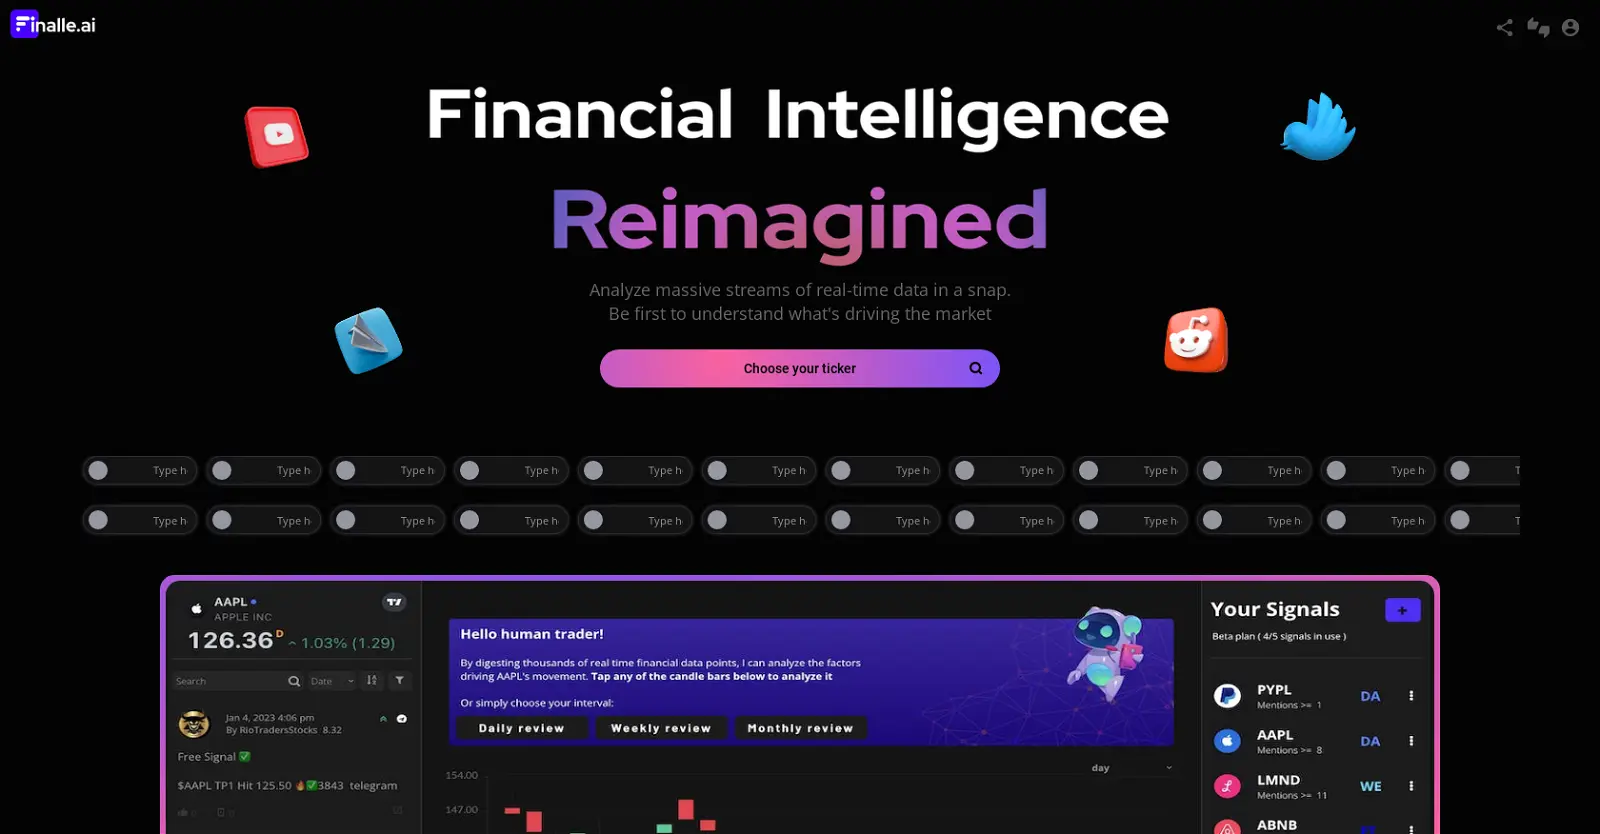 Finalle.ai
Financial Intelligence
Reimagined
Analyze massive streams of real-time data in a snap.
Be first to understand what's driving the market
Choose your ticker
Type h Type h Type h Type h Type h Type h Type h Type h Type h Type h Type h T
Type h Type h Type h Type h Type h Type h Type h Type h Type h Type h Type h T
AAPL
APPLE INC
126.36 D 1.03% (1.29)
Search Date
Jan 4, 2023 4:06 pm
By RioTradersStocks 8.32
Free Signal ✅
$AAPL TP1 Hit 125.50 🔥✅3843 telegram
Hello human trader!
By digesting thousands of real time financial data points, I can analyze the factors
driving AAPL's movement. Tap any of the candle bars below to analyze it
Or simply choose your interval:
Daily review Weekly review Monthly review
day
154.00
147.00
Your Signals +
Beta plan ( 4/5 signals in use )
PYPL
Mentions >= 1
DA
AAPL
Mentions >= 8
DA
LMND
Mentions >= 11
WE
ABNB